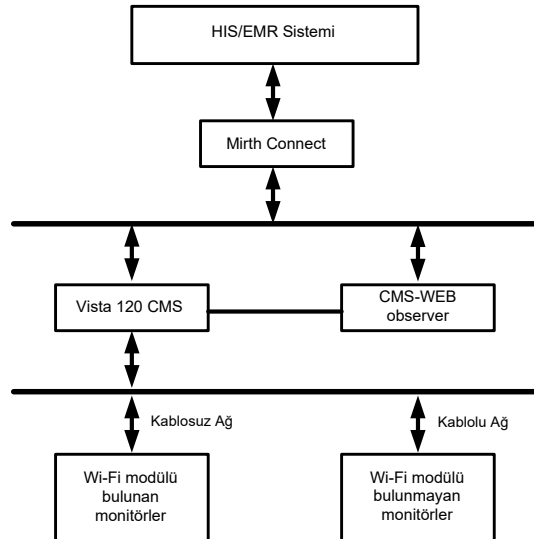 HIS/EMR Sistemi
Mirth Connect
Vista 120 CMS
CMS-WEB
observer
Kablosuz Ağ
Kablolu Ağ
Wi-Fi modülü
bulunan
monitörler
Wi-Fi modülü
bulunmayan
monitörler